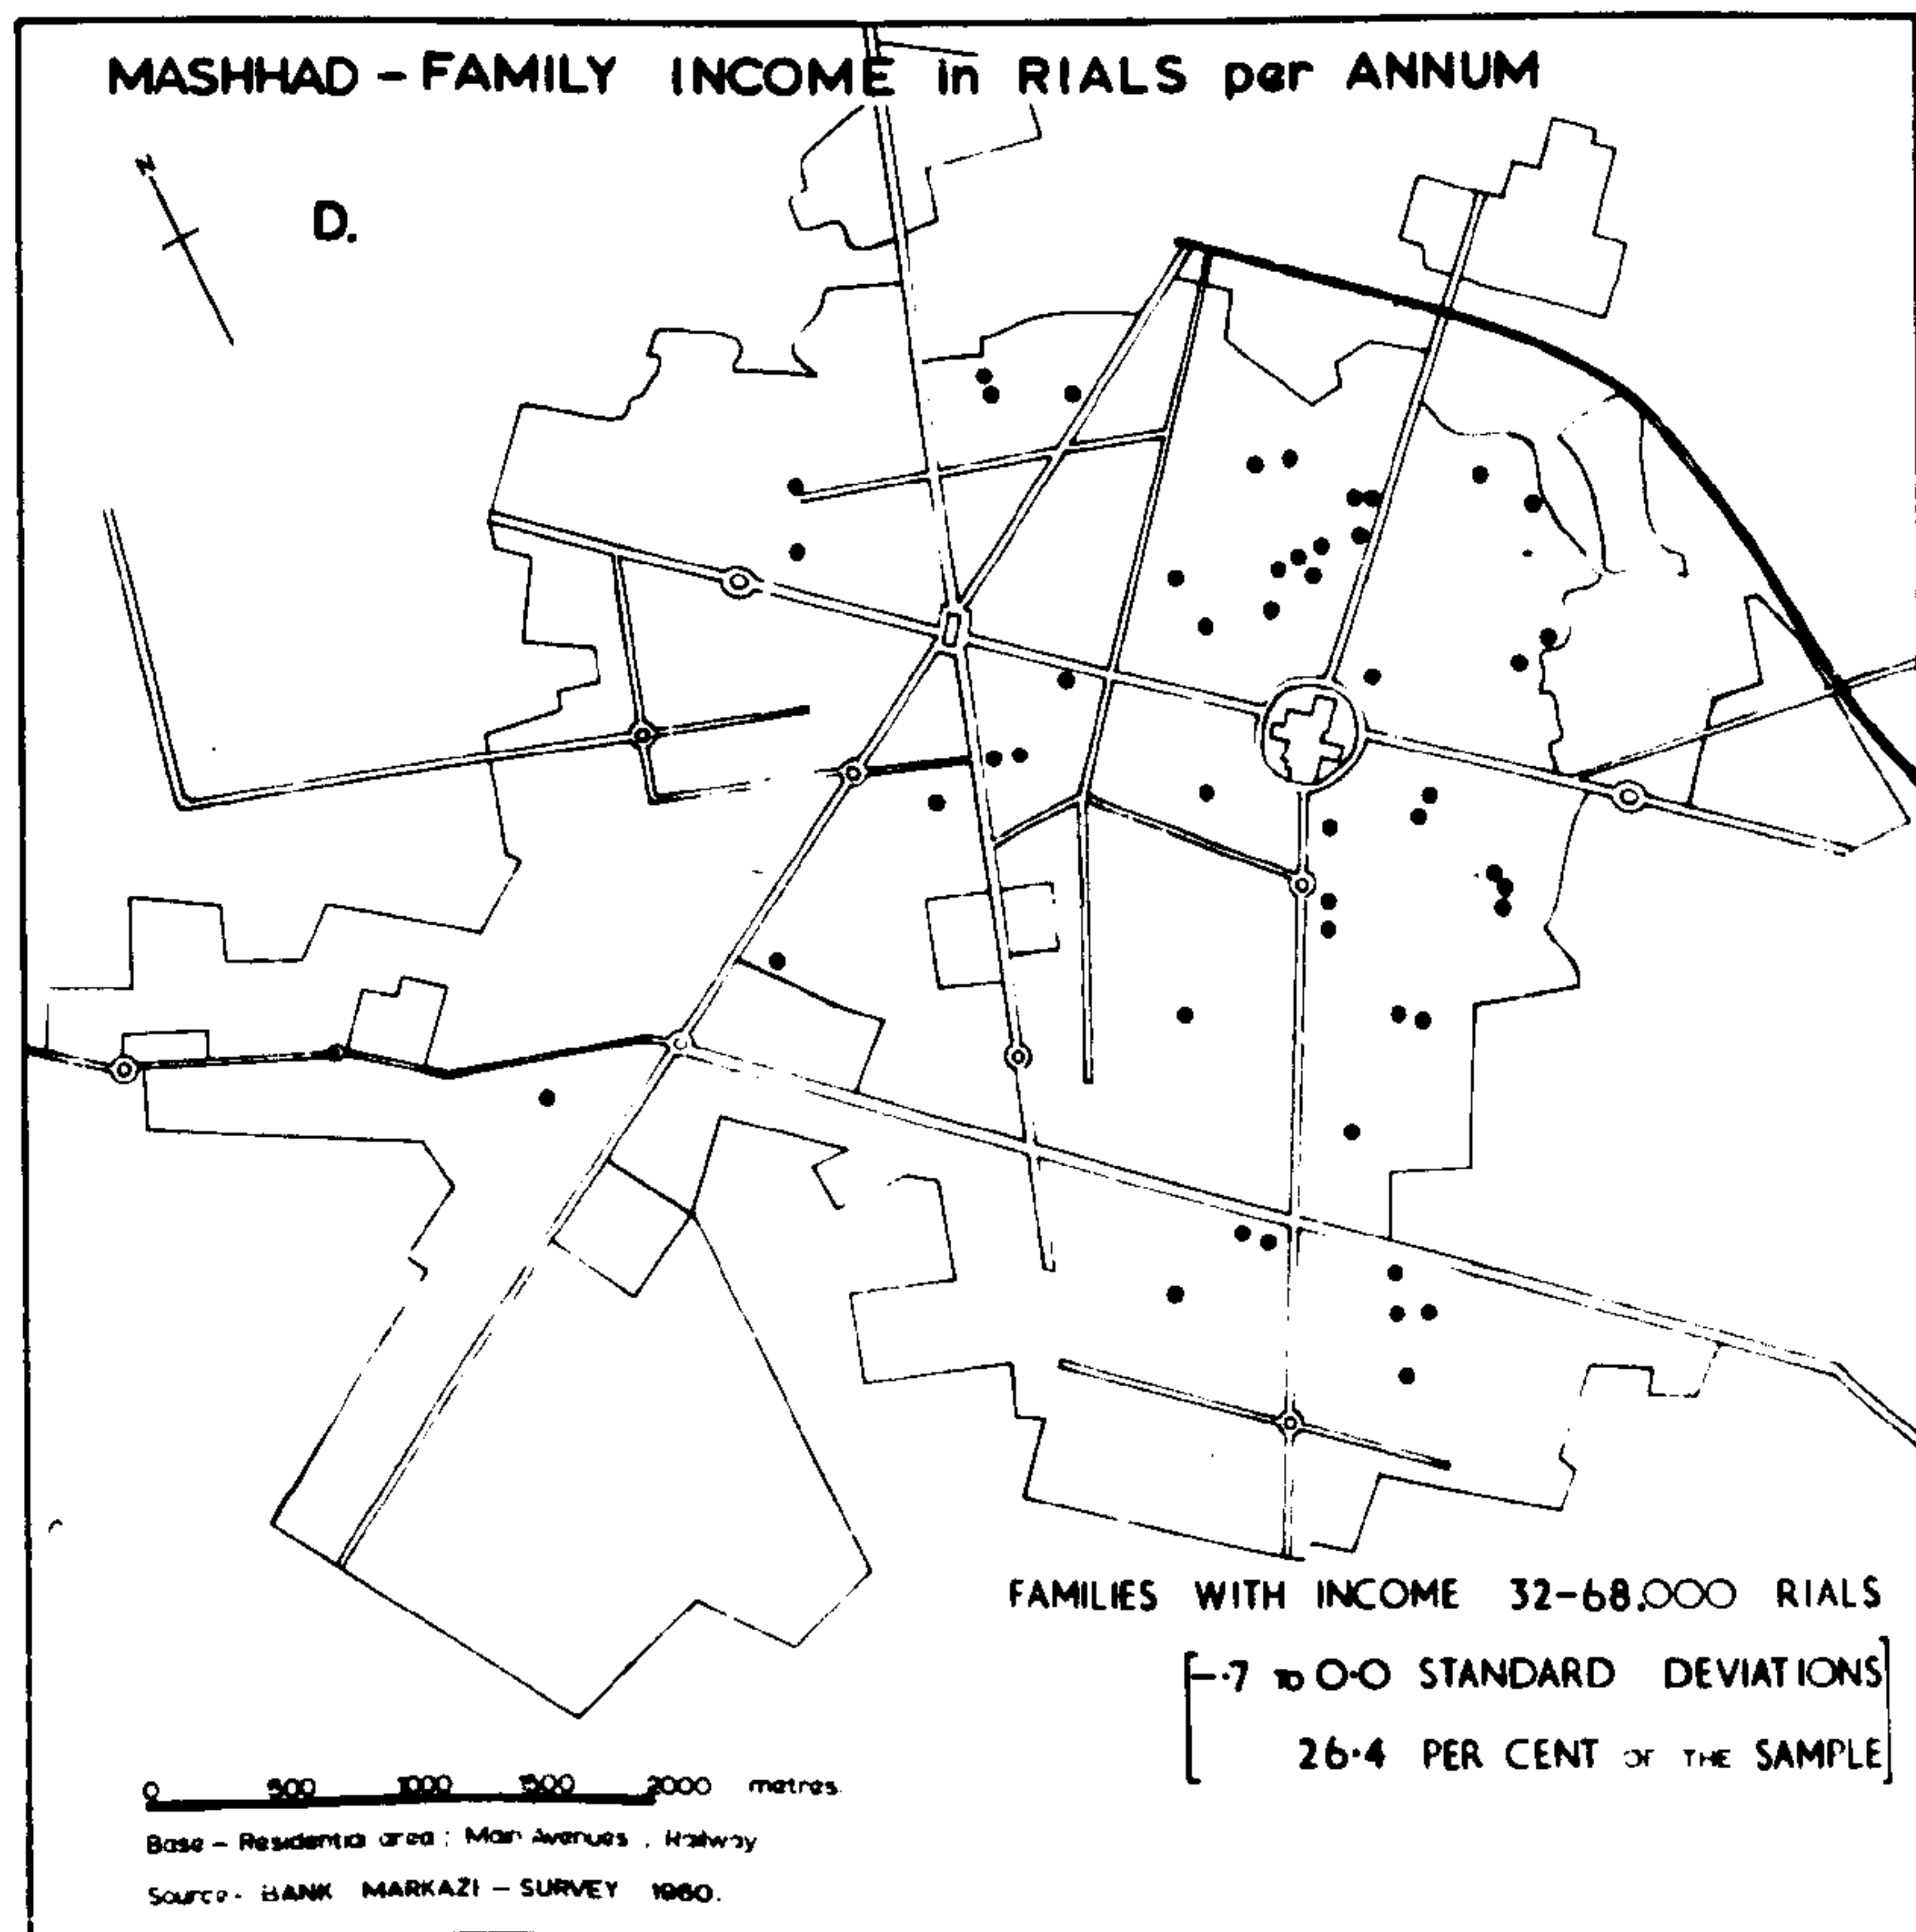 MASHHAD – FAMILY INCOME in RIALS per ANNUM
N
D.
FAMILIES WITH INCOME 32–68.000 RIALS
[–·7 TO 0·0 STANDARD DEVIATIONS
26·4 PER CENT OF THE SAMPLE]
0 500 1000 1500 2000 metres.
Base – Residential area ; Main Avenues , Railway
Source - BANK MARKAZI – SURVEY 1960.